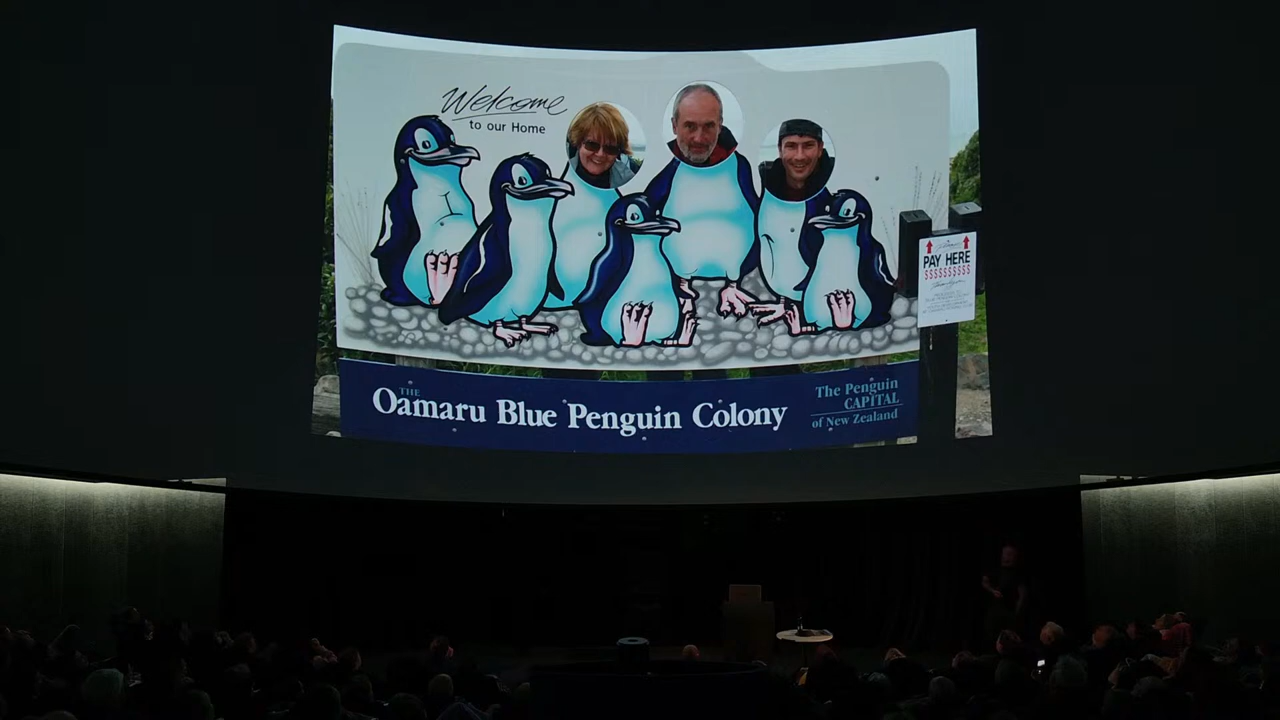 Welcome
to our Home
PAY HERE
$$$$$$$$$$
THE
Oamaru Blue Penguin Colony
The Penguin
CAPITAL
of New Zealand